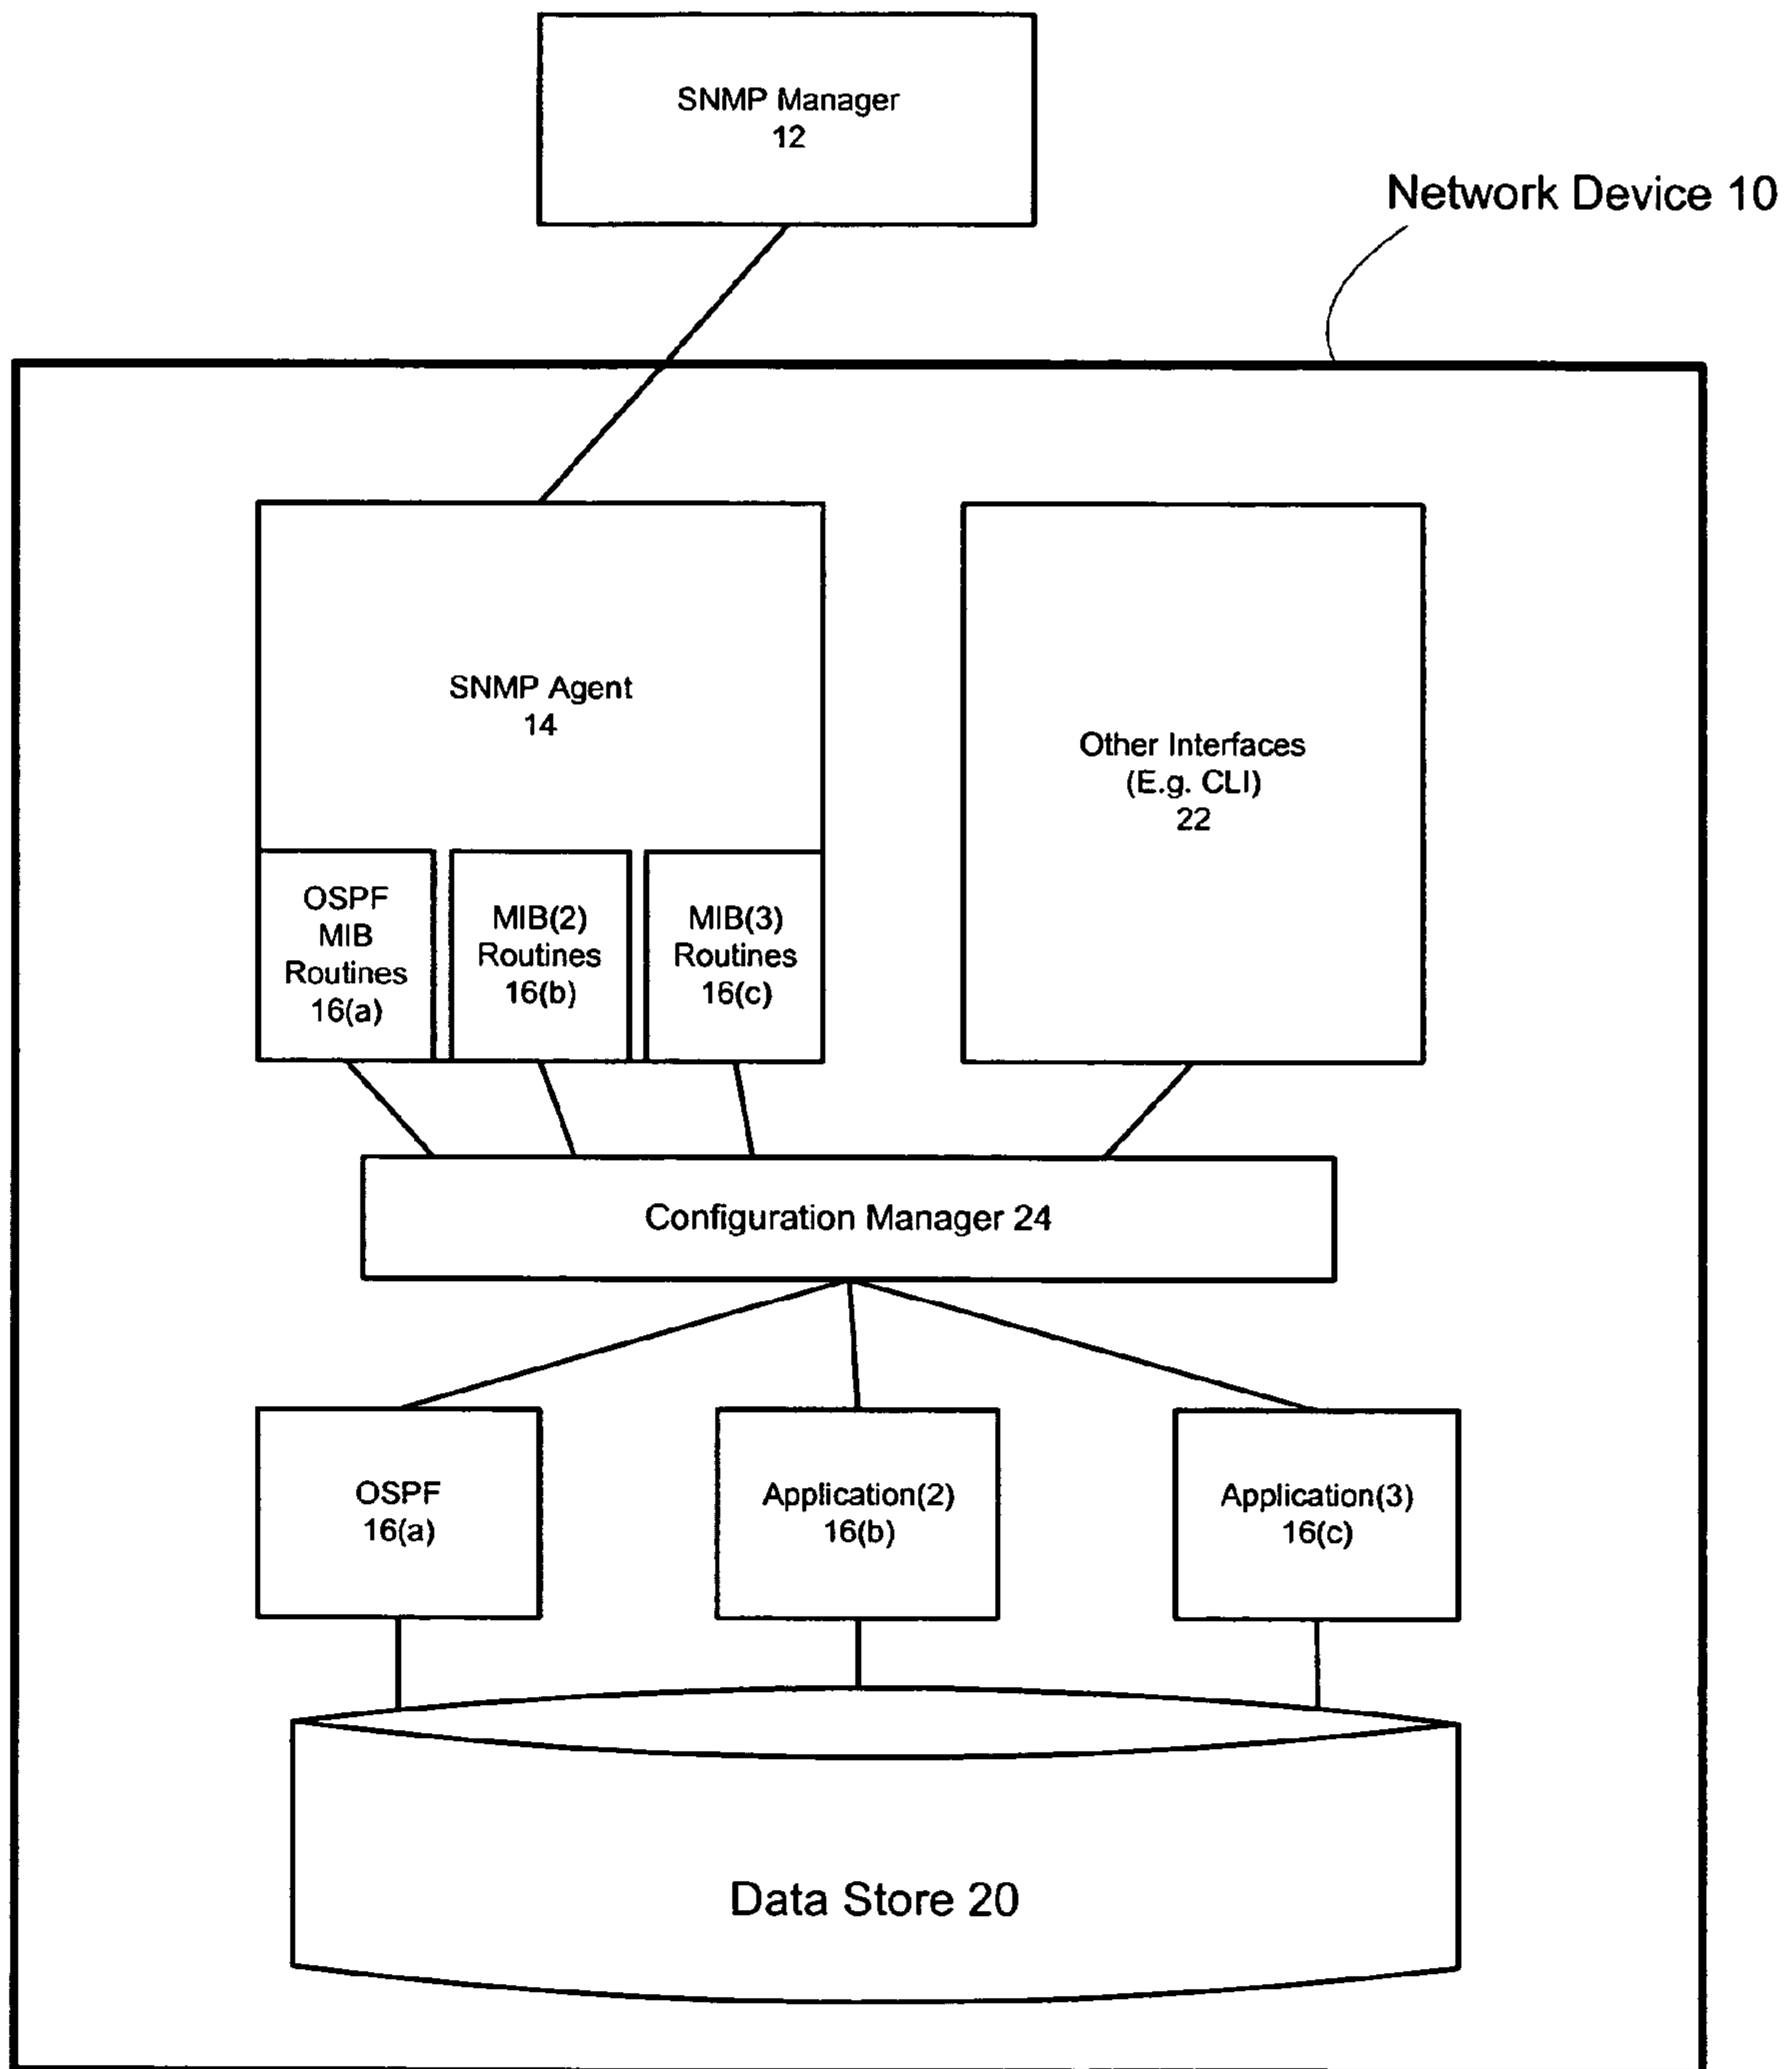 SNMP Manager
12
Network Device 10
SNMP Agent
14
Other Interfaces
(E.g. CLI)
22
OSPF
MIB
Routines
16(a)
MIB(2)
Routines
16(b)
MIB(3)
Routines
16(c)
Configuration Manager 24
OSPF
16(a)
Application(2)
16(b)
Application(3)
16(c)
Data Store 20